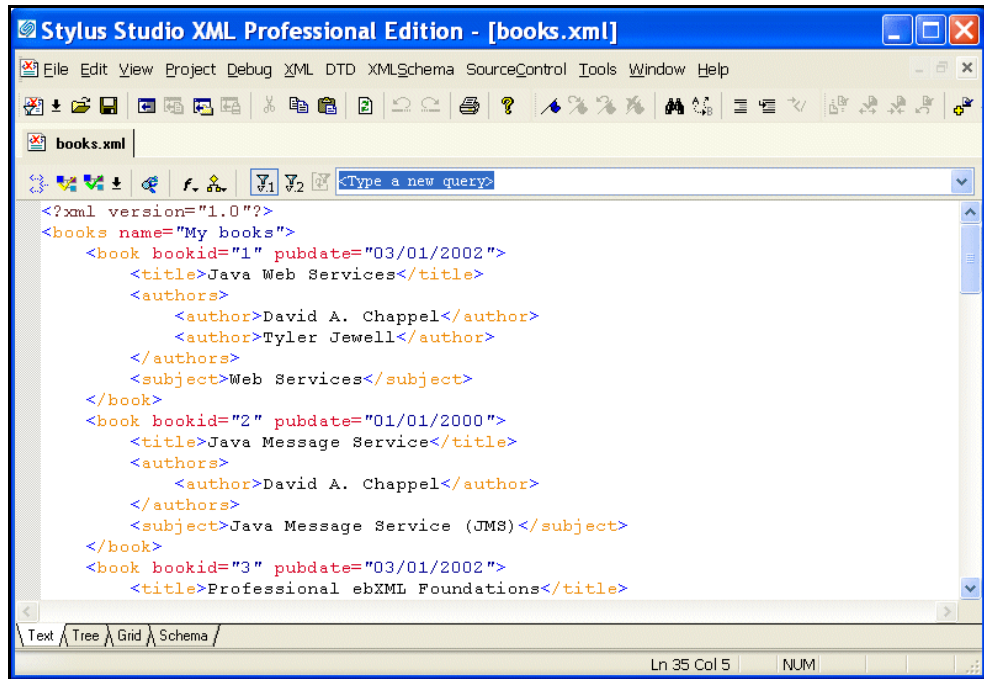 Stylus Studio XML Professional Edition - [books.xml]
File Edit View Project Debug XML DTD XMLSchema SourceControl Tools Window Help
books.xml
<Type a new query>
<?xml version="1.0"?>
<books name="My books">
<book bookid="1" pubdate="03/01/2002">
<title>Java Web Services</title>
<authors>
<author>David A. Chappel</author>
<author>Tyler Jewell</author>
</authors>
<subject>Web Services</subject>
</book>
<book bookid="2" pubdate="01/01/2000">
<title>Java Message Service</title>
<authors>
<author>David A. Chappel</author>
</authors>
<subject>Java Message Service (JMS)</subject>
</book>
<book bookid="3" pubdate="03/01/2002">
<title>Professional ebXML Foundations</title>
Text Tree Grid Schema
Ln 35 Col 5 NUM